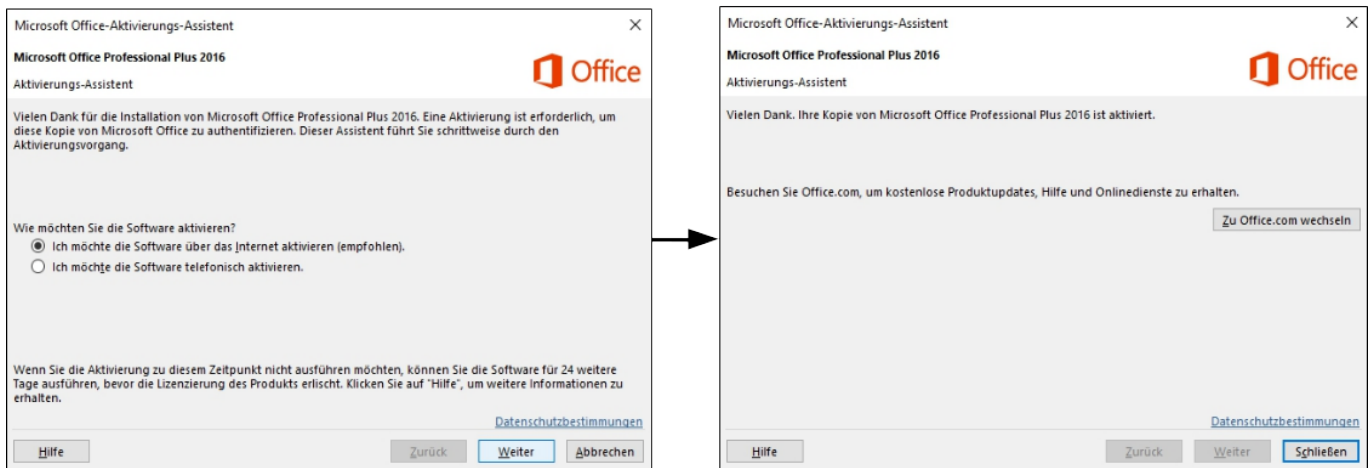 Microsoft Office-Aktivierungs-Assistent
Microsoft Office Professional Plus 2016
Office
Aktivierungs-Assistent
Vielen Dank für die Installation von Microsoft Office Professional Plus 2016. Eine Aktivierung ist erforderlich, um
diese Kopie von Microsoft Office zu authentifizieren. Dieser Assistent führt Sie schrittweise durch den
Aktivierungsvorgang.
Wie möchten Sie die Software aktivieren?
Ich möchte die Software über das Internet aktivieren (empfohlen).
Ich möchte die Software telefonisch aktivieren.
Wenn Sie die Aktivierung zu diesem Zeitpunkt nicht ausführen möchten, können Sie die Software für 24 weitere
Tage ausführen, bevor die Lizenzierung des Produkts erlischt. Klicken Sie auf "Hilfe", um weitere Informationen zu
erhalten.
Datenschutzbestimmungen
Hilfe
Zurück
Weiter
Abbrechen
Microsoft Office-Aktivierungs-Assistent
Microsoft Office Professional Plus 2016
Office
Aktivierungs-Assistent
Vielen Dank. Ihre Kopie von Microsoft Office Professional Plus 2016 ist aktiviert.
Besuchen Sie Office.com, um kostenlose Produktupdates, Hilfe und Onlinedienste zu erhalten.
Zu Office.com wechseln
Datenschutzbestimmungen
Hilfe
Zurück
Weiter
Schließen